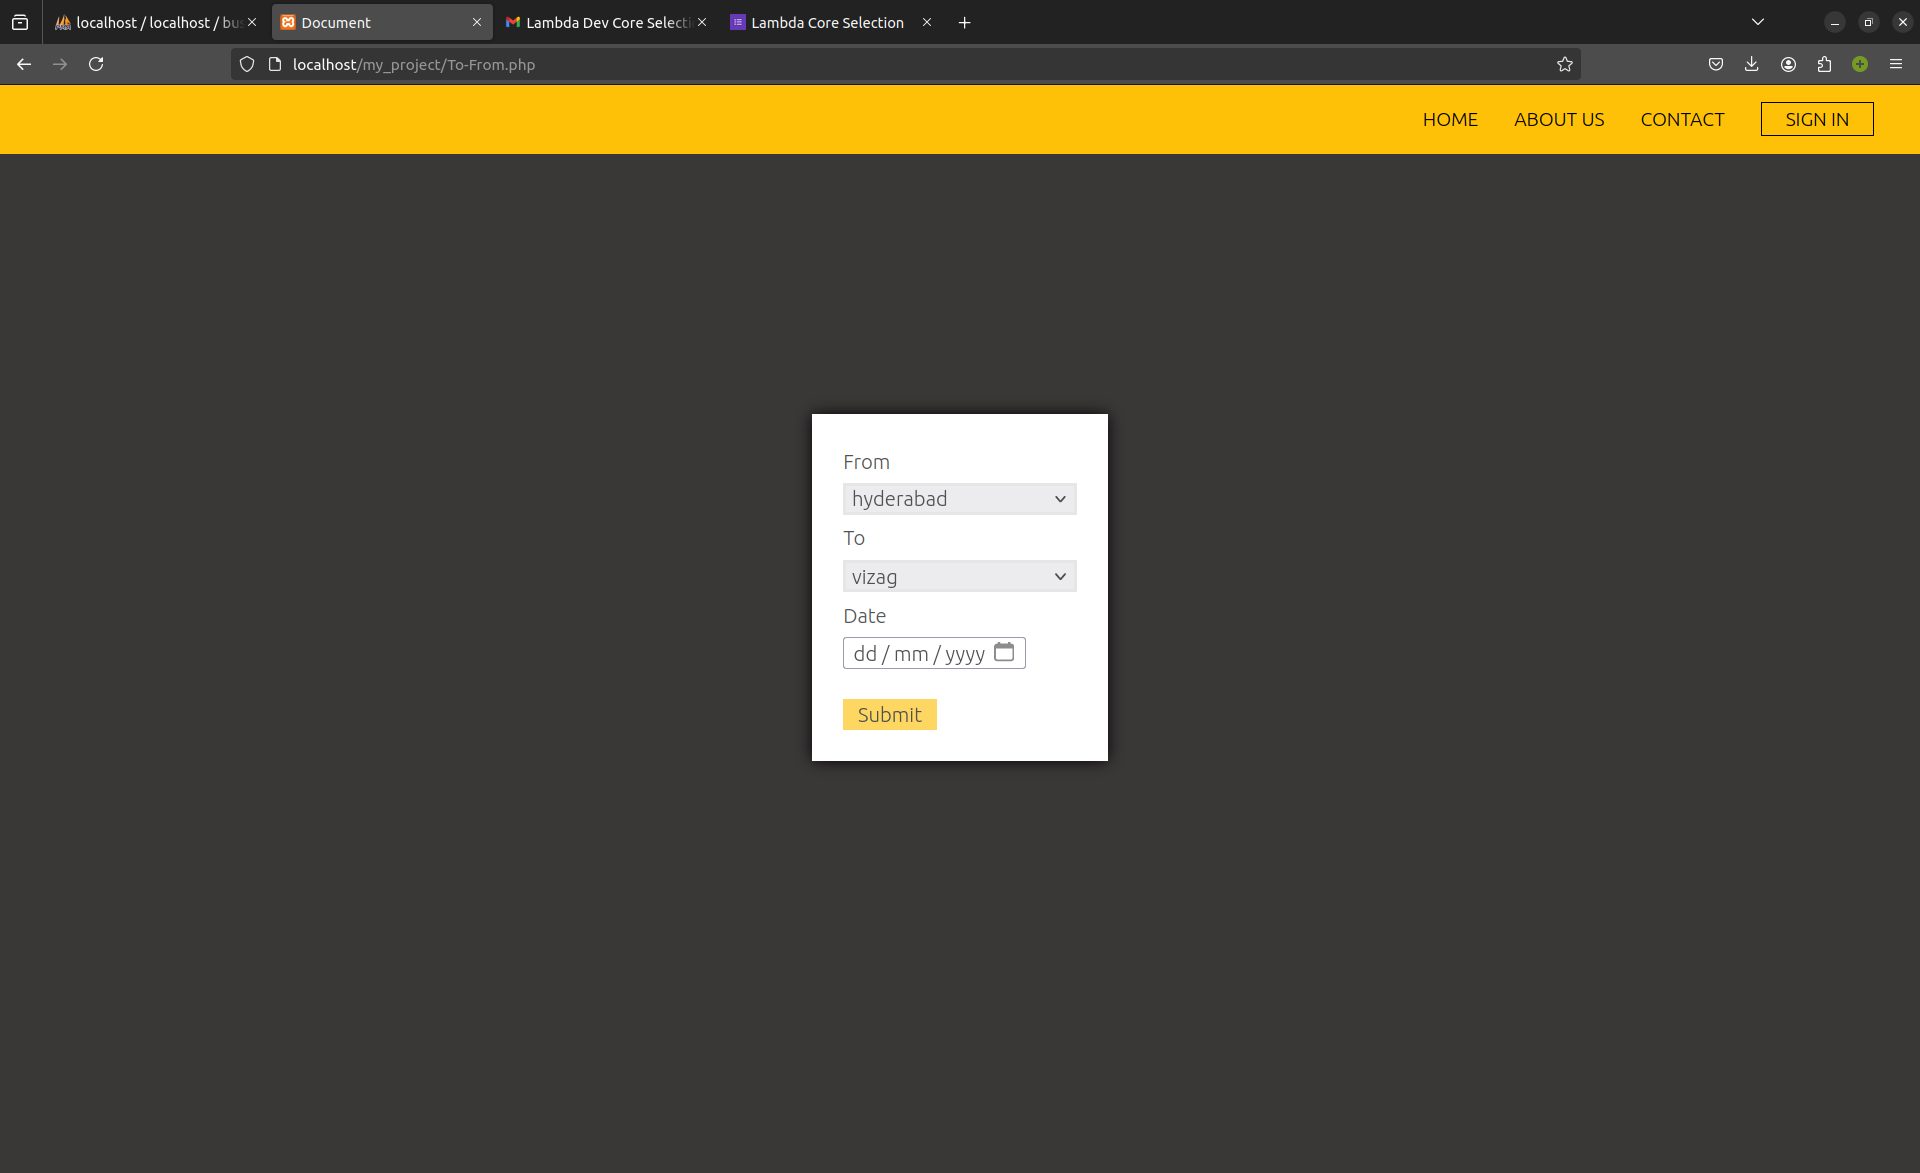 localhost / localhost / bus
Document
Lambda Dev Core Selecti
Lambda Core Selection
localhost/my_project/To-From.php
HOME
ABOUT US
CONTACT
SIGN IN
From
hyderabad
To
vizag
Date
dd / mm / yyyy
Submit